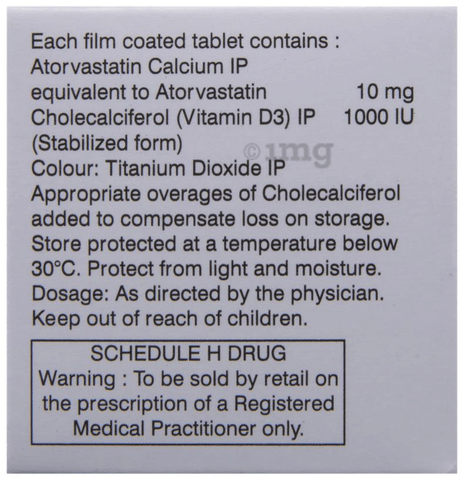 Each film coated tablet contains :
Atorvastatin Calcium IP
equivalent to Atorvastatin 10 mg
Cholecalciferol (Vitamin D3) IP 1000 IU
(Stabilized form)
©1mg
Colour: Titanium Dioxide IP
Appropriate overages of Cholecalciferol
added to compensate loss on storage.
Store protected at a temperature below
30°C. Protect from light and moisture.
Dosage: As directed by the physician.
Keep out of reach of children.
SCHEDULE H DRUG
Warning : To be sold by retail on
the prescription of a Registered
Medical Practitioner only.